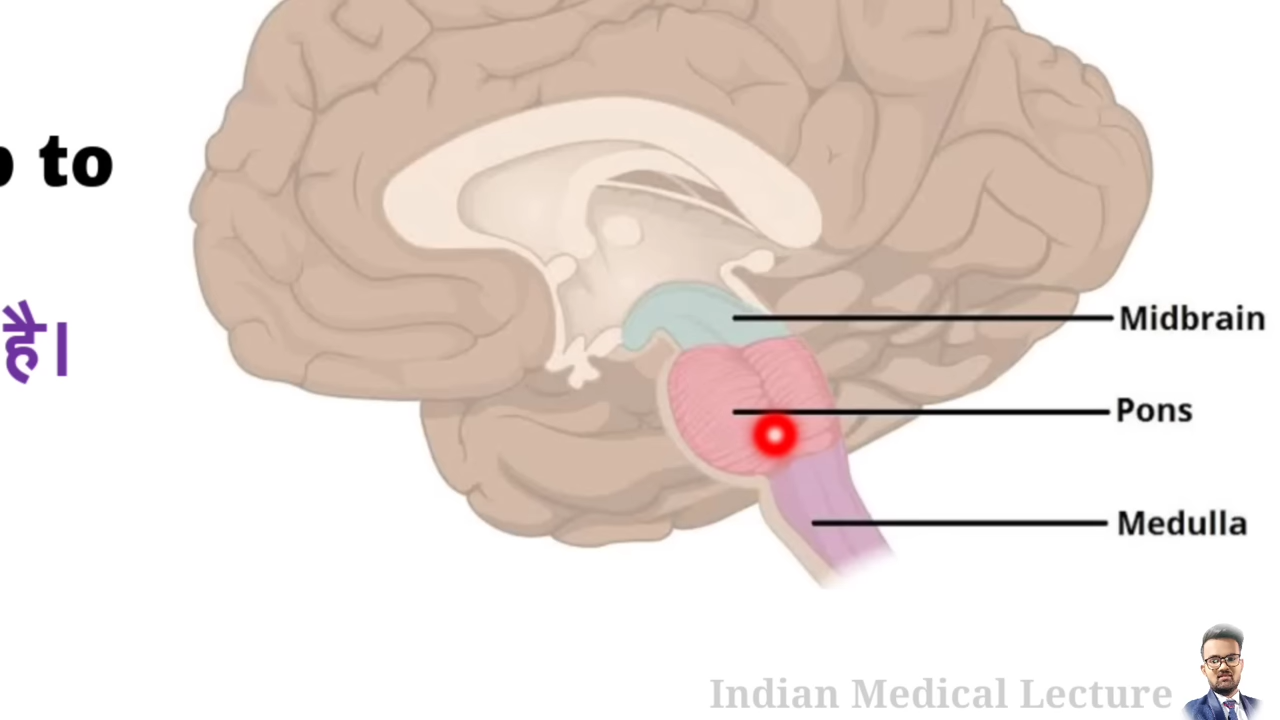 to
है।
Midbrain
Pons
Medulla
Indian Medical Lecture